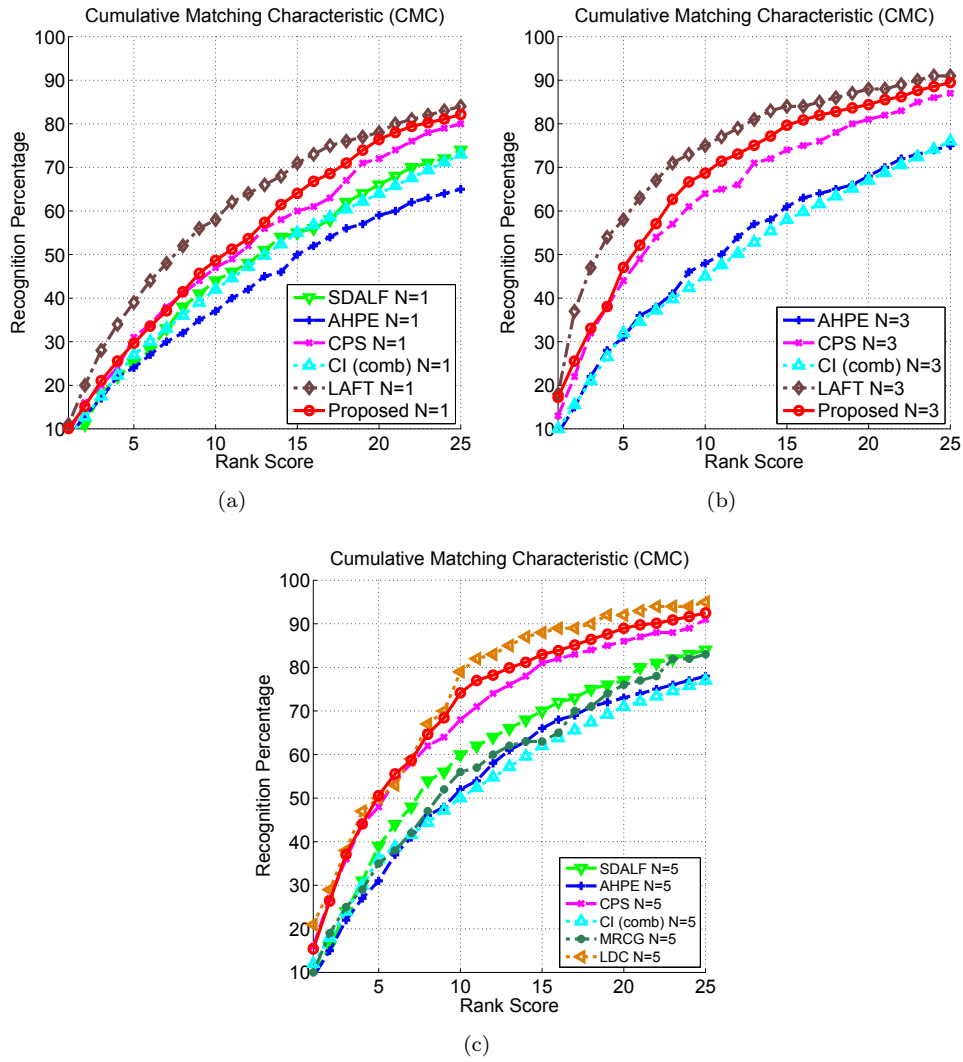 Cumulative Matching Characteristic (CMC)
100
90
80
70
60
50
40
30
20
10
Recognition Percentage
SDALF N=1
AHPE N=1
CPS N=1
CI (comb) N=1
LAFT N=1
Proposed N=1
5
10
15
20
25
Rank Score
(a)
Cumulative Matching Characteristic (CMC)
100
90
80
70
60
50
40
30
20
10
Recognition Percentage
AHPE N=3
CPS N=3
CI (comb) N=3
LAFT N=3
Proposed N=3
5
10
15
20
25
Rank Score
(b)
Cumulative Matching Characteristic (CMC)
100
90
80
70
60
50
40
30
20
10
Recognition Percentage
SDALF N=5
AHPE N=5
CPS N=5
CI (comb) N=5
MRCG N=5
LDC N=5
5
10
15
20
25
Rank Score
(c)